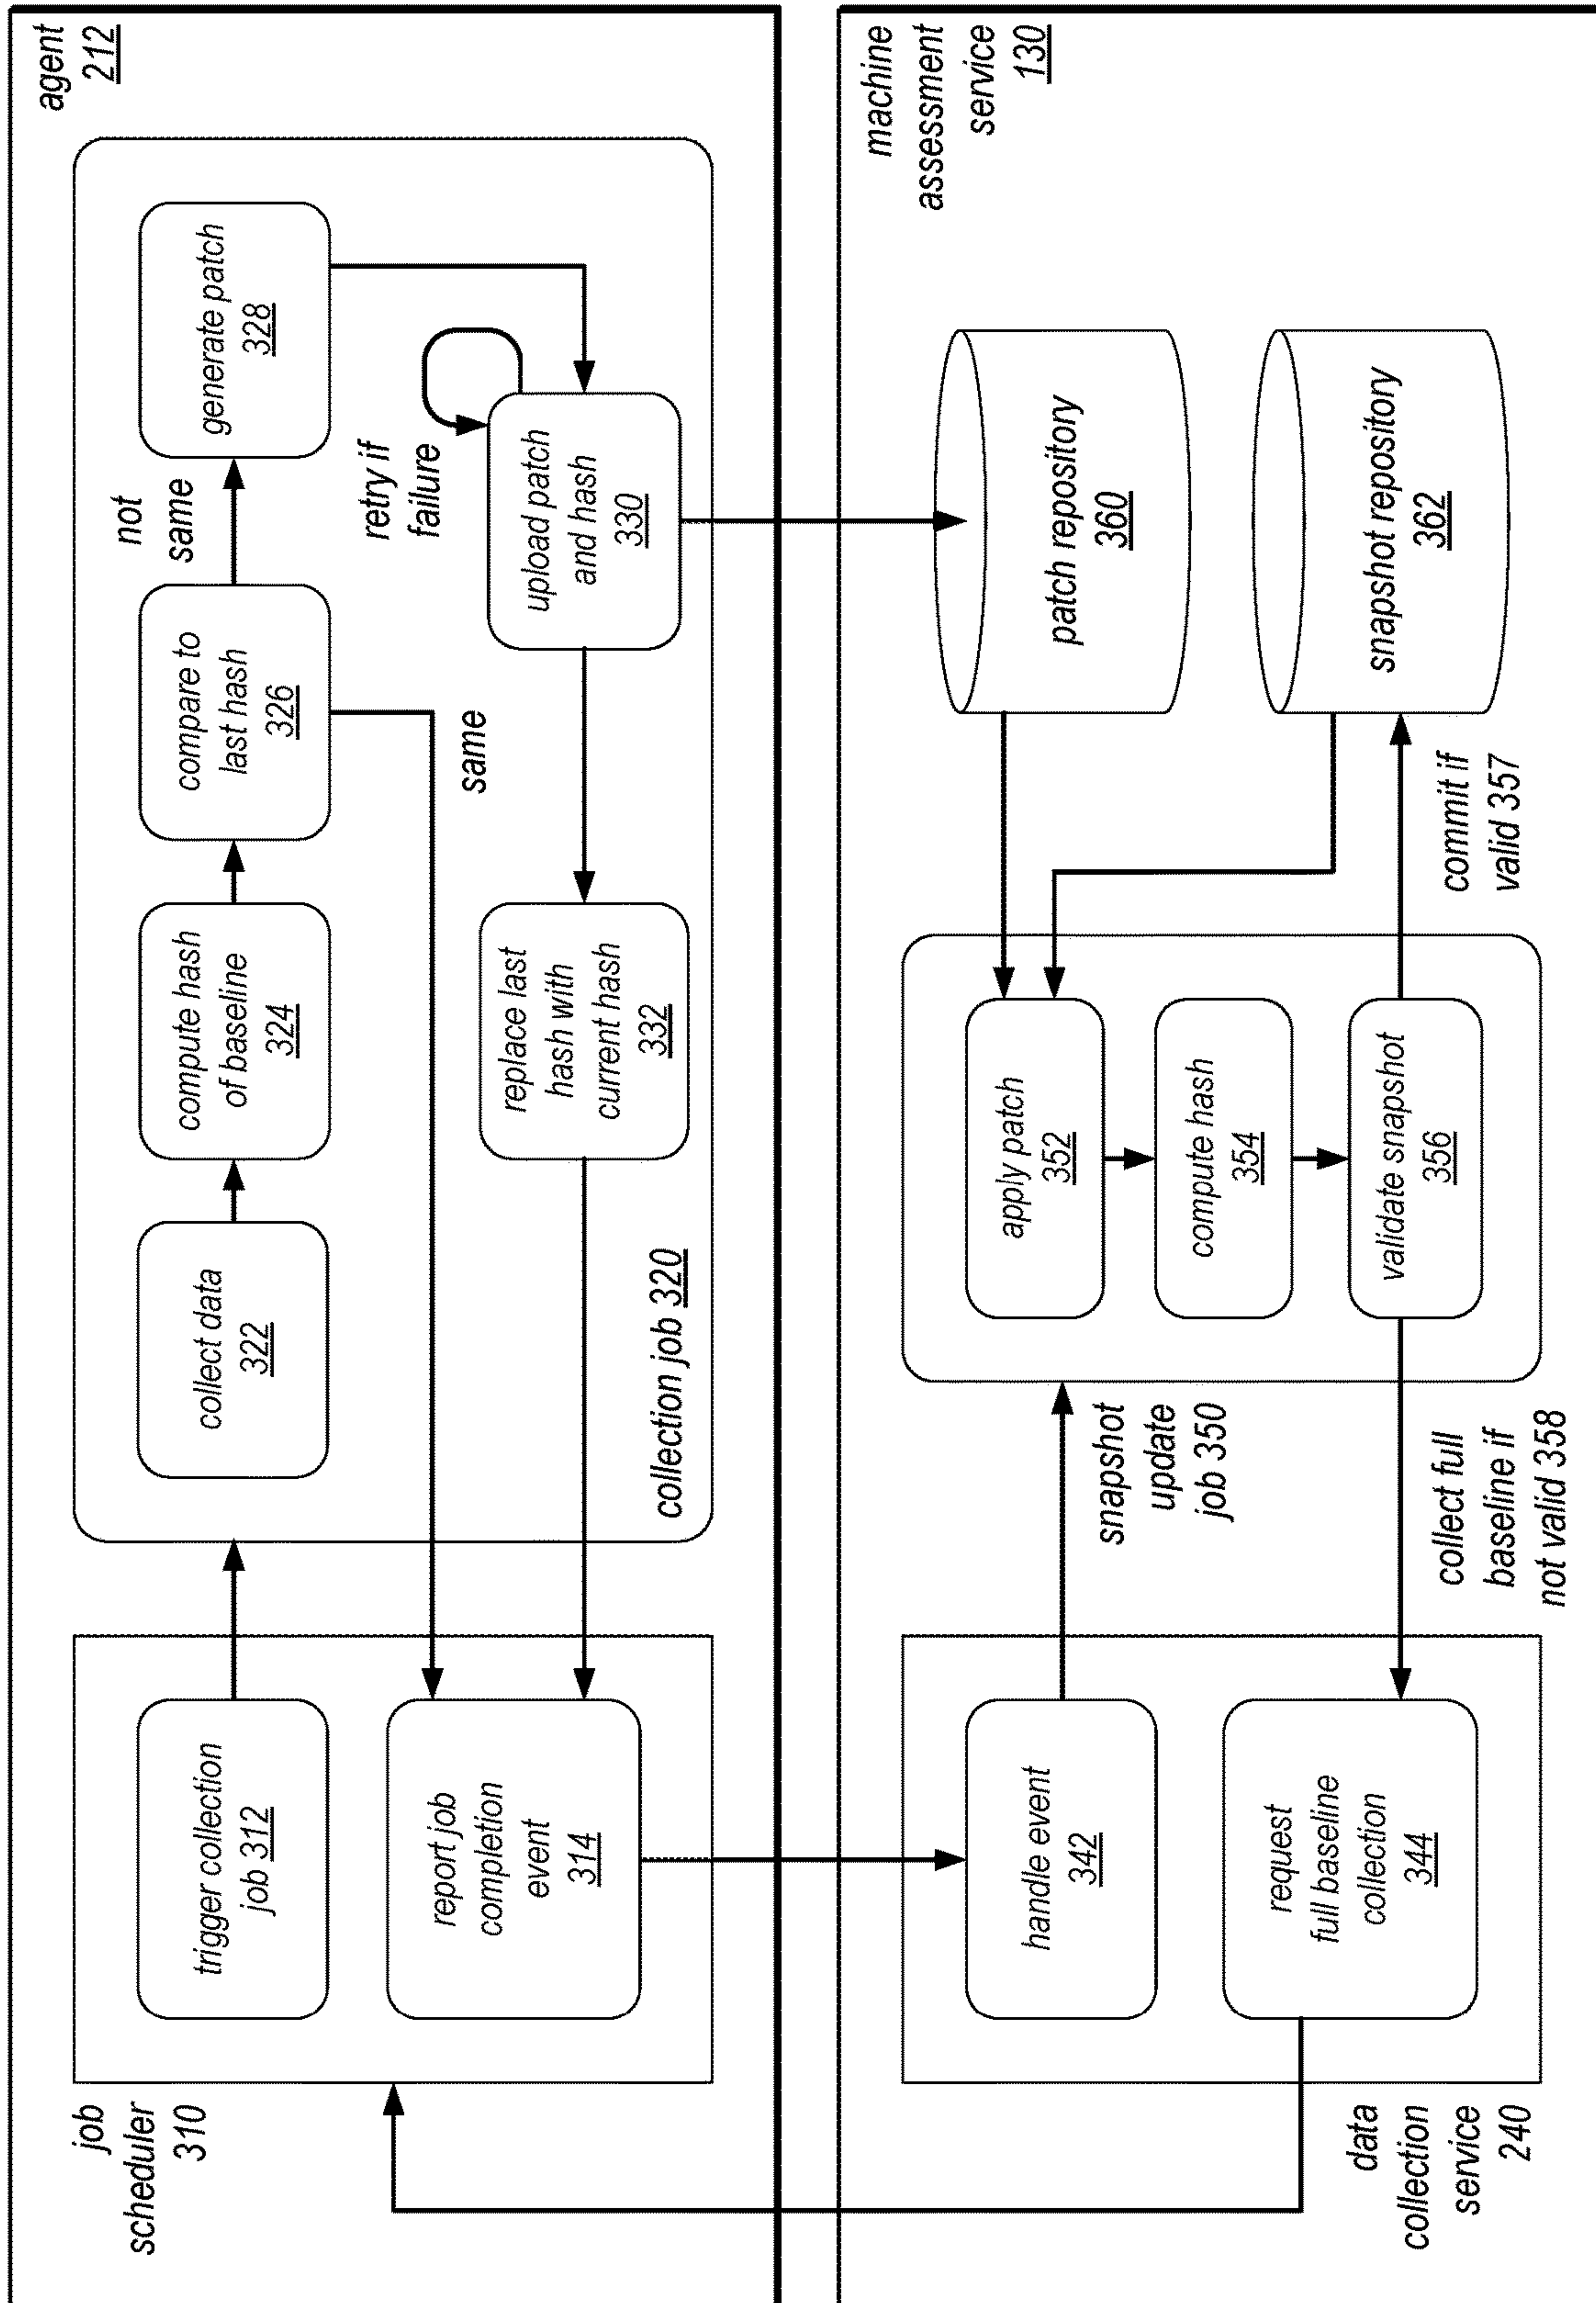 agent
212
job
scheduler
310
trigger collection
job 312
report job
completion
event
314
collect data
322
compute hash
of baseline
324
compare to
last hash
326
not
same
generate patch
328
same
retry if
failure
upload patch
and hash
330
replace last
hash with
current hash
332
collection job 320
machine
assessment
service
130
data
collection
service
240
handle event
342
request
full baseline
collection
344
snapshot
update
job 350
collect full
baseline if
not valid 358
apply patch
352
compute hash
354
validate snapshot
356
commit if
valid 357
patch repository
360
snapshot repository
362